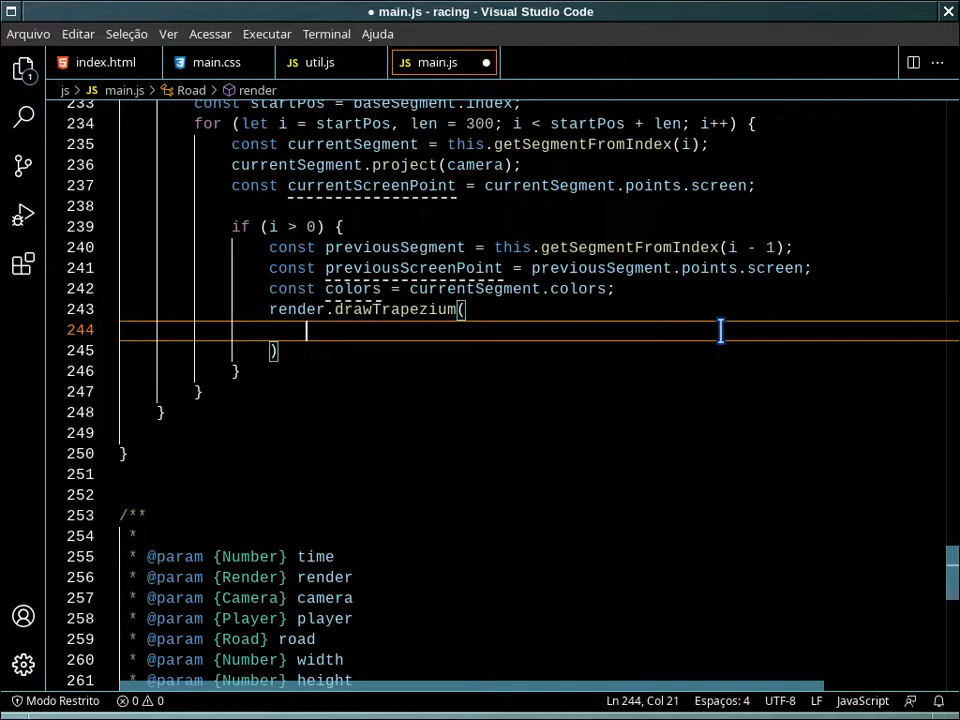 ● main.js - racing - Visual Studio Code
Arquivo Editar Seleção Ver Acessar Executar Terminal Ajuda
1
index.html main.css JS util.js JS main.js ●
js > JS main.js > Road > render
233 const startPos = baseSegment.index;
234 for (let i = startPos, len = 300; i < startPos + len; i++) {
235 const currentSegment = this.getSegmentFromIndex(i);
236 currentSegment.project(camera);
237 const currentScreenPoint = currentSegment.points.screen;
238
239 if (i > 0) {
240 const previousSegment = this.getSegmentFromIndex(i - 1);
241 const previousScreenPoint = previousSegment.points.screen;
242 const colors = currentSegment.colors;
243 render.drawTrapezium(
244
245 )
246 }
247 }
248 }
249
250 }
251
252
253 /**
254 *
255 * @param {Number} time
256 * @param {Render} render
257 * @param {Camera} camera
258 * @param {Player} player
259 * @param {Road} road
260 * @param {Number} width
261 * @param {Number} height
Modo Restrito 0 0 Ln 244, Col 21 Espaços: 4 UTF-8 LF JavaScript